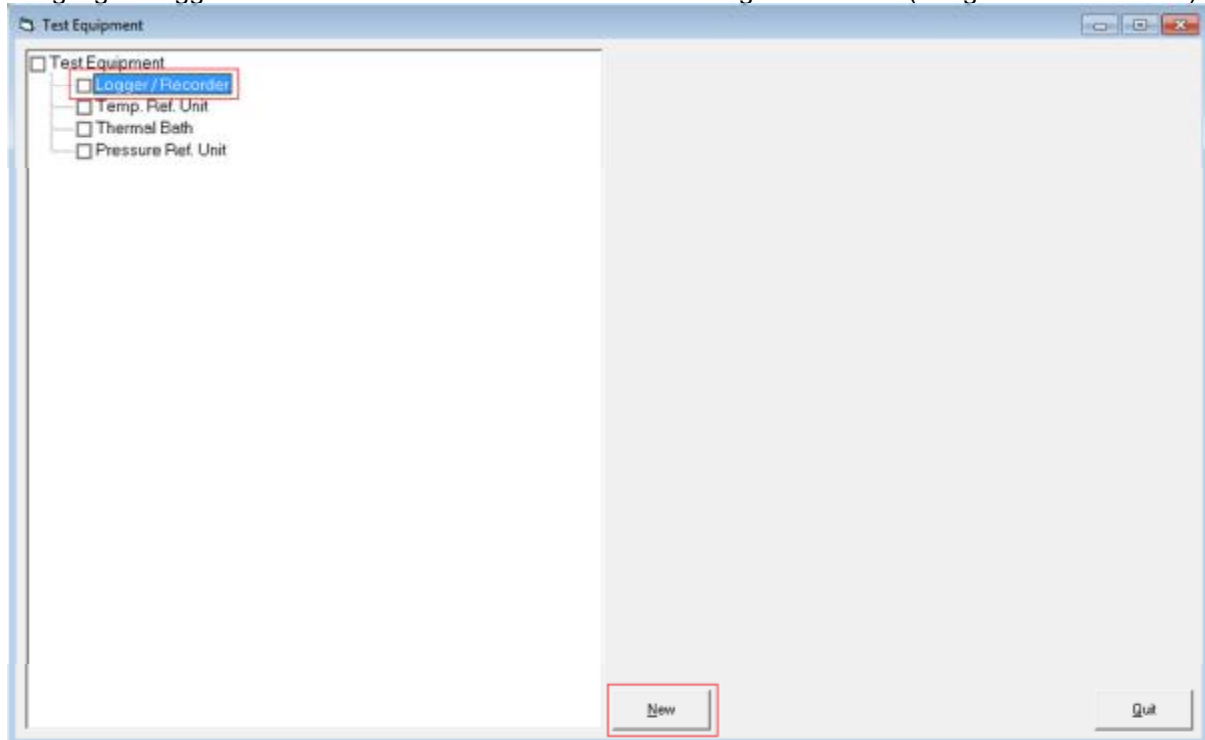 Test Equipment
Test Equipment
Logger / Recorder
Temp. Ref. Unit
Thermal Bath
Pressure Ref. Unit
New
Quit